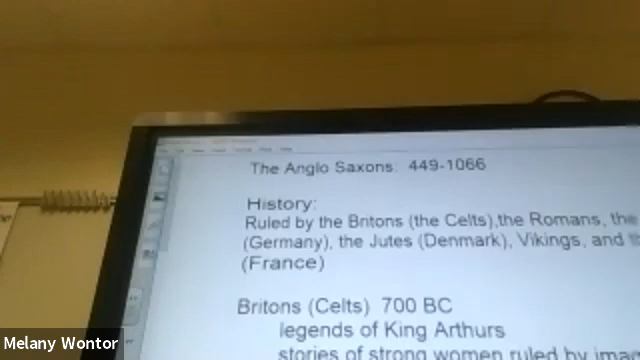 The Anglo Saxons: 449-1066
History:
Ruled by the Britons (the Celts),the Romans, the
(Germany), the Jutes (Denmark), Vikings, and
(France)
Britons (Celts) 700 BC
legends of King Arthurs
stories of strong women ruled by
Melany Wontor